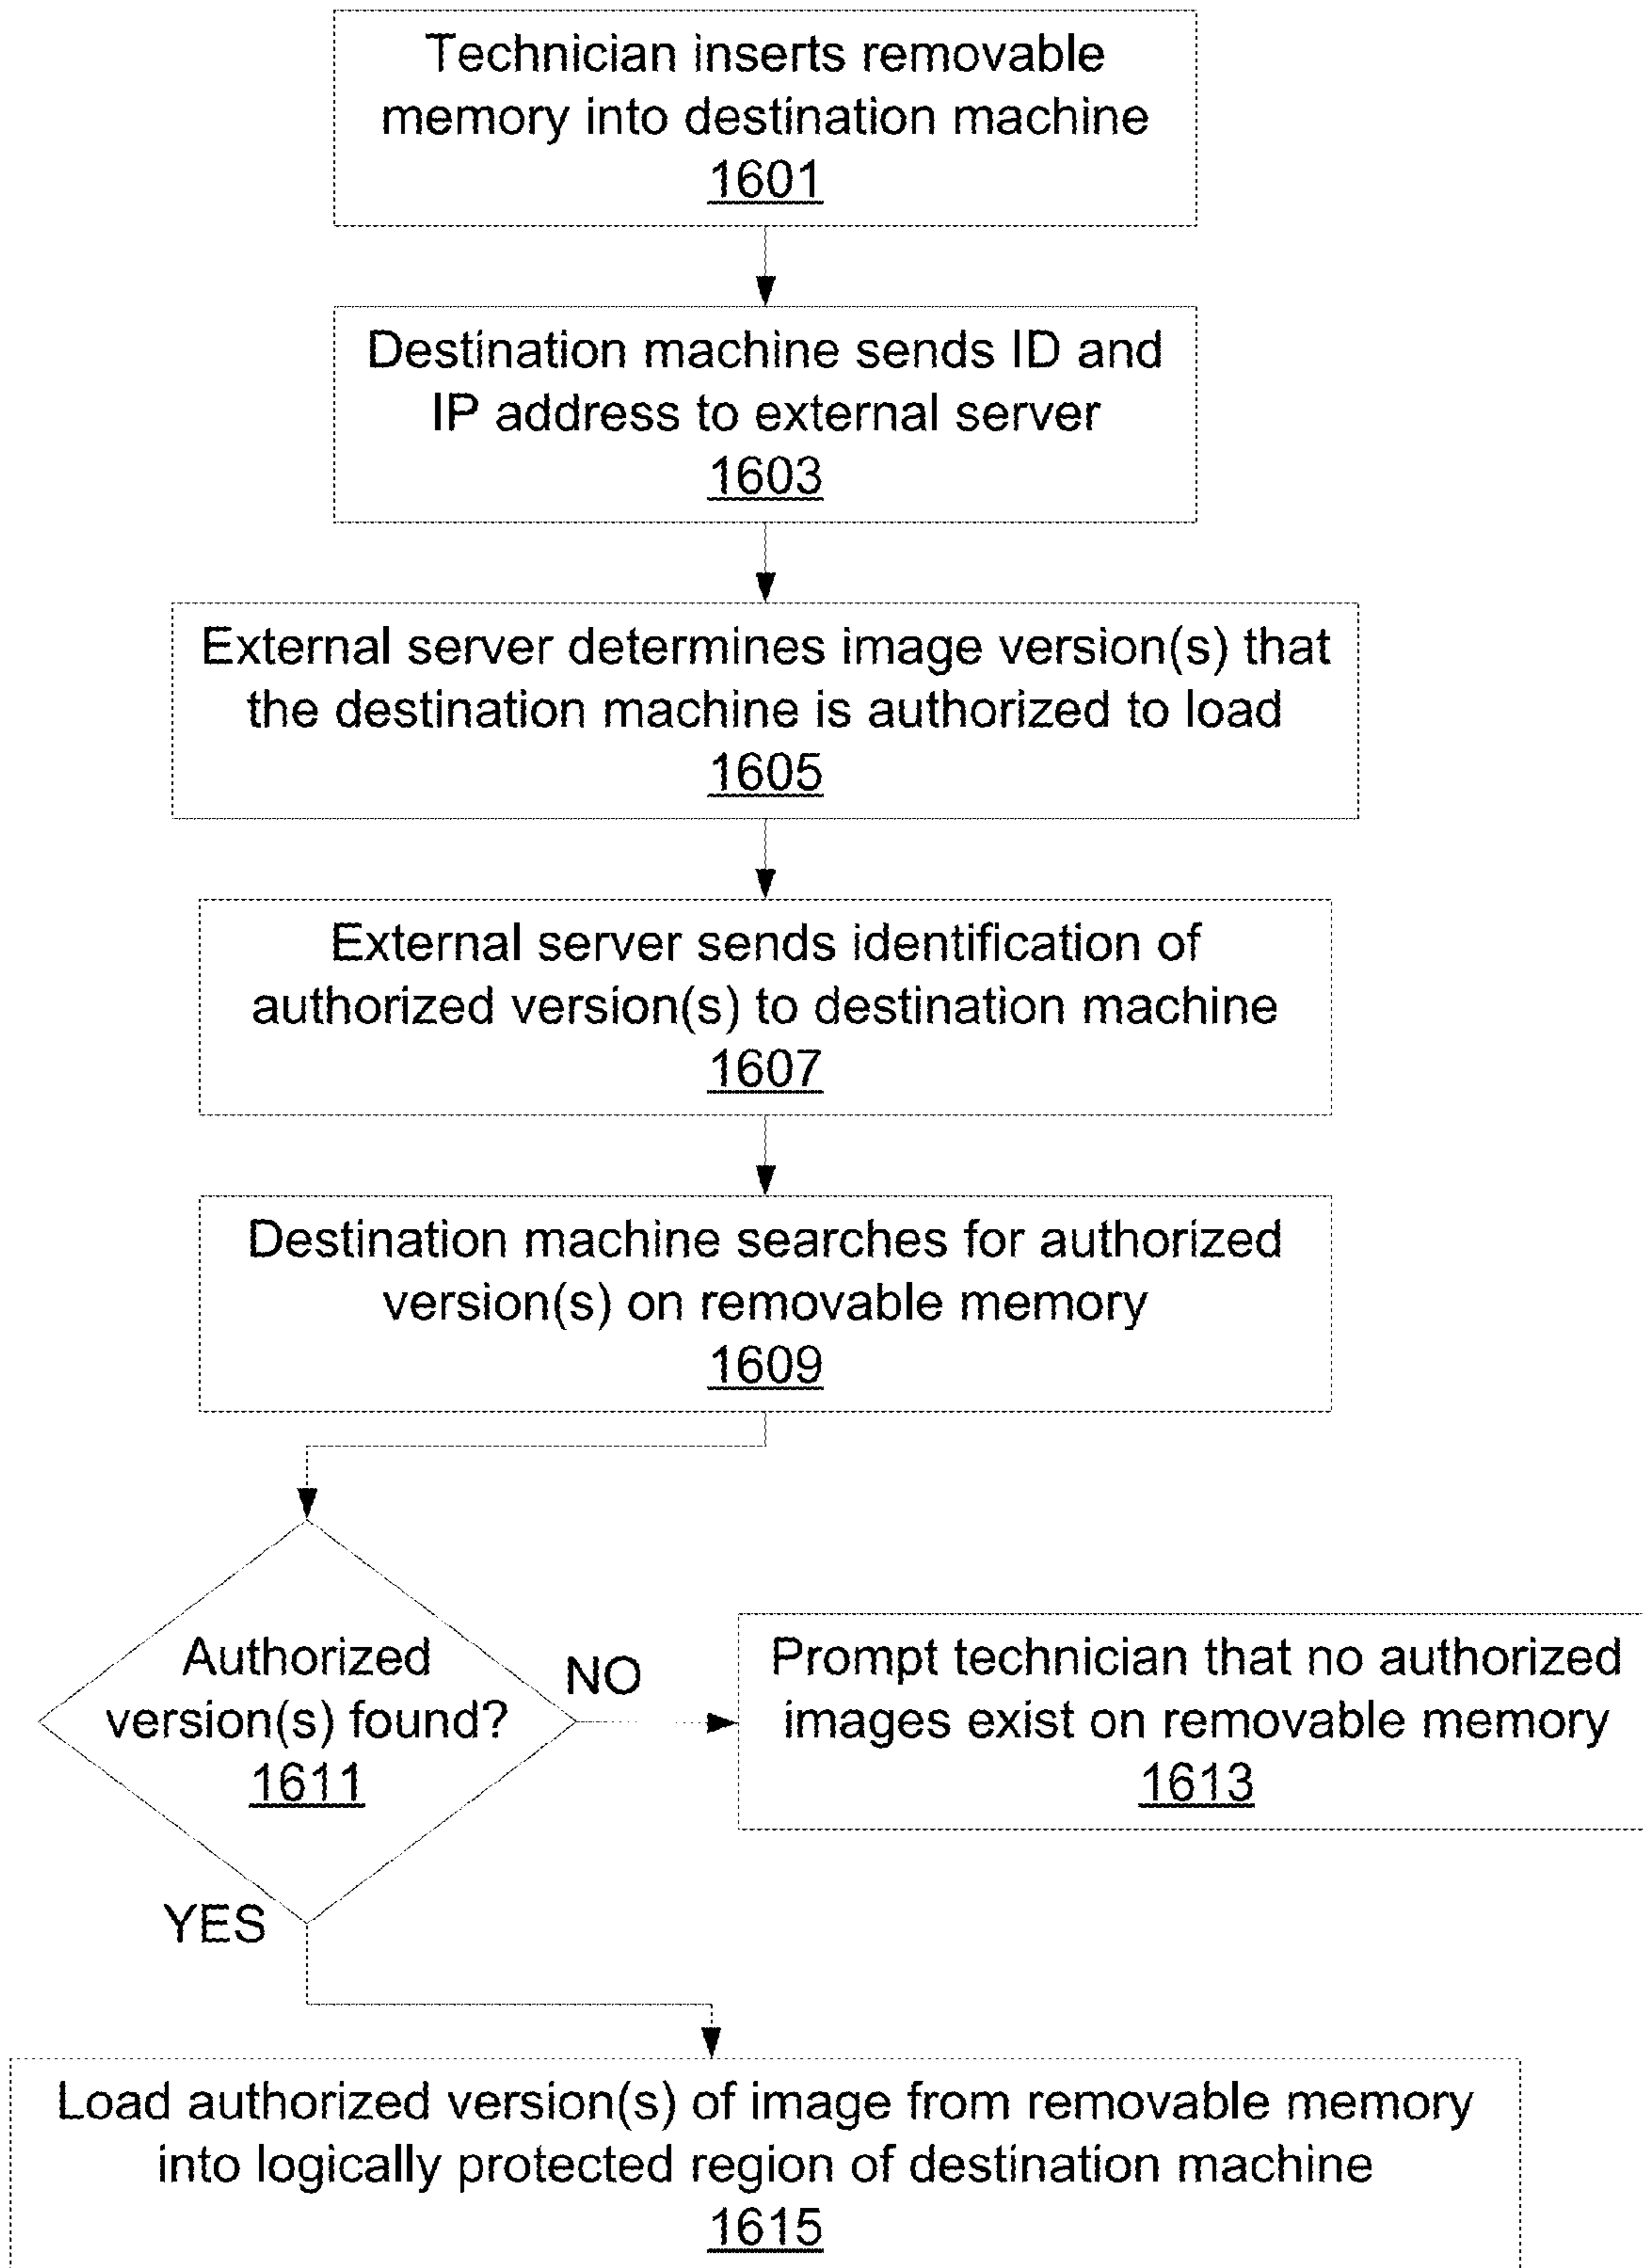 Technician inserts removable
memory into destination machine
1601
Destination machine sends ID and
IP address to external server
1603
External server determines image version(s) that
the destination machine is authorized to load
1605
External server sends identification of
authorized version(s) to destination machine
1607
Destination machine searches for authorized
version(s) on removable memory
1609
Authorized
version(s) found?
1611
NO
Prompt technician that no authorized
images exist on removable memory
1613
YES
Load authorized version(s) of image from removable memory
into logically protected region of destination machine
1615